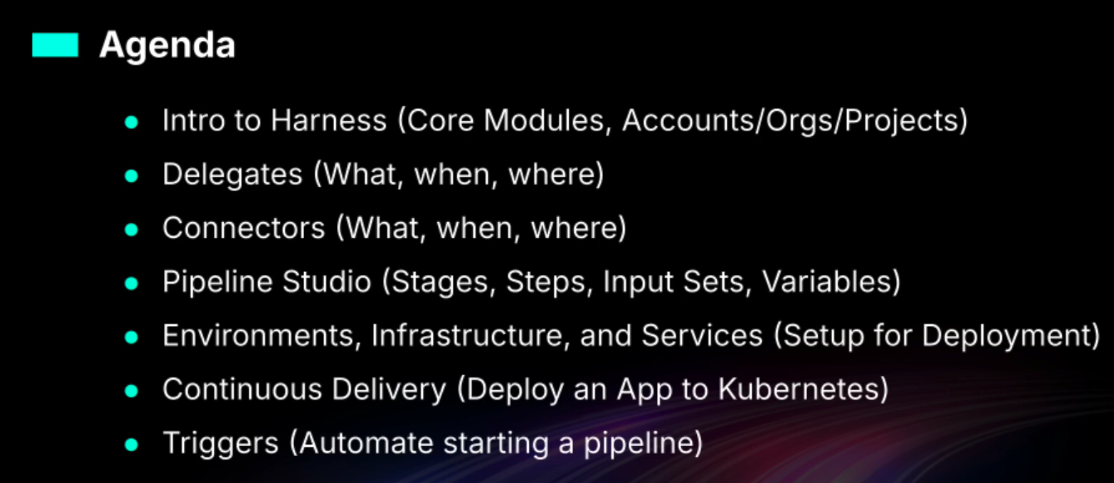 Agenda
Intro to Harness (Core Modules, Accounts/Orgs/Projects)
Delegates (What, when, where)
Connectors (What, when, where)
Pipeline Studio (Stages, Steps, Input Sets, Variables)
Environments, Infrastructure, and Services (Setup for Deployment)
Continuous Delivery (Deploy an App to Kubernetes)
Triggers (Automate starting a pipeline)